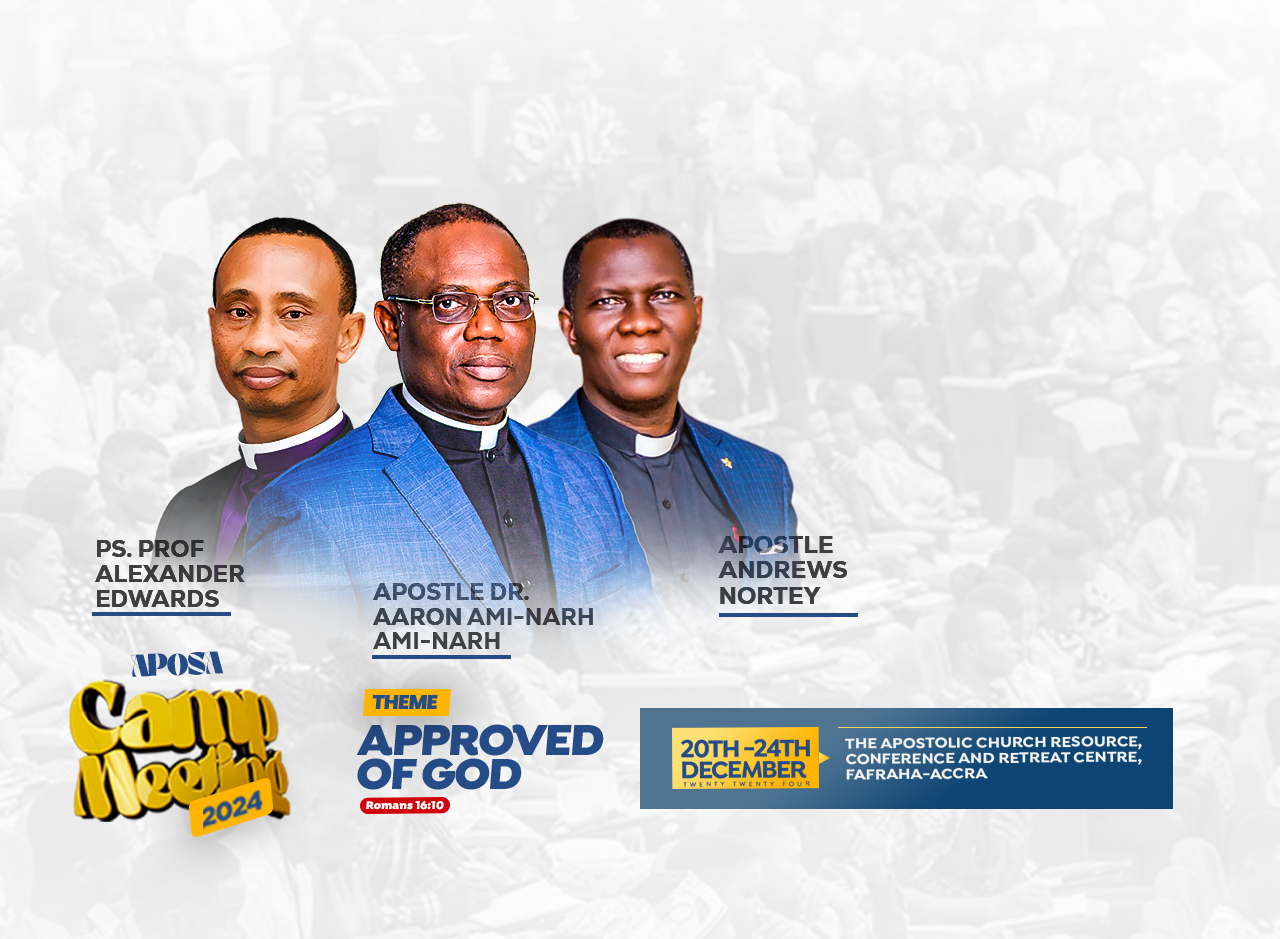 PS. PROF
ALEXANDER
EDWARDS
APOSTLE DR.
AARON AMI-NARH
AMI-NARH
APOSTLE
ANDREWS
NORTEY
APOSA
Camp
Meeting
2024
THEME
APPROVED
OF GOD
Romans 16:10
20TH -24TH
DECEMBER
TWENTY TWENTY FOUR
THE APOSTOLIC CHURCH RESOURCE,
CONFERENCE AND RETREAT CENTRE,
FAFRAHA-ACCRA